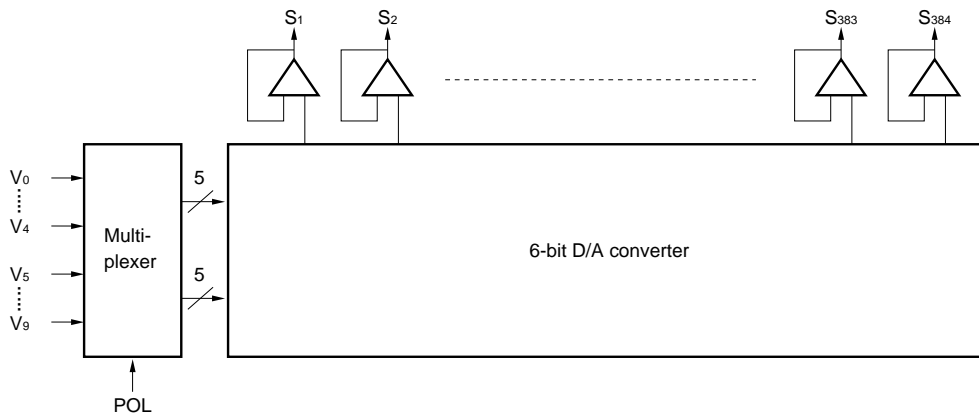 S1 S2 S383 S384
V0
V4
V5
V9
Multi-
plexer
5
5
6-bit D/A converter
POL